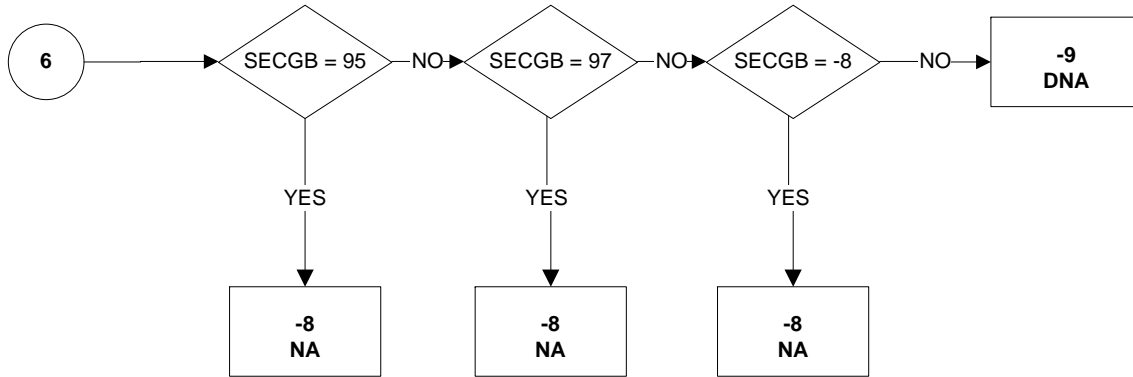 6
SECGB = 95
NO
SECGB = 97
NO
SECGB = -8
NO
-9
DNA
YES
YES
YES
-8
NA
-8
NA
-8
NA